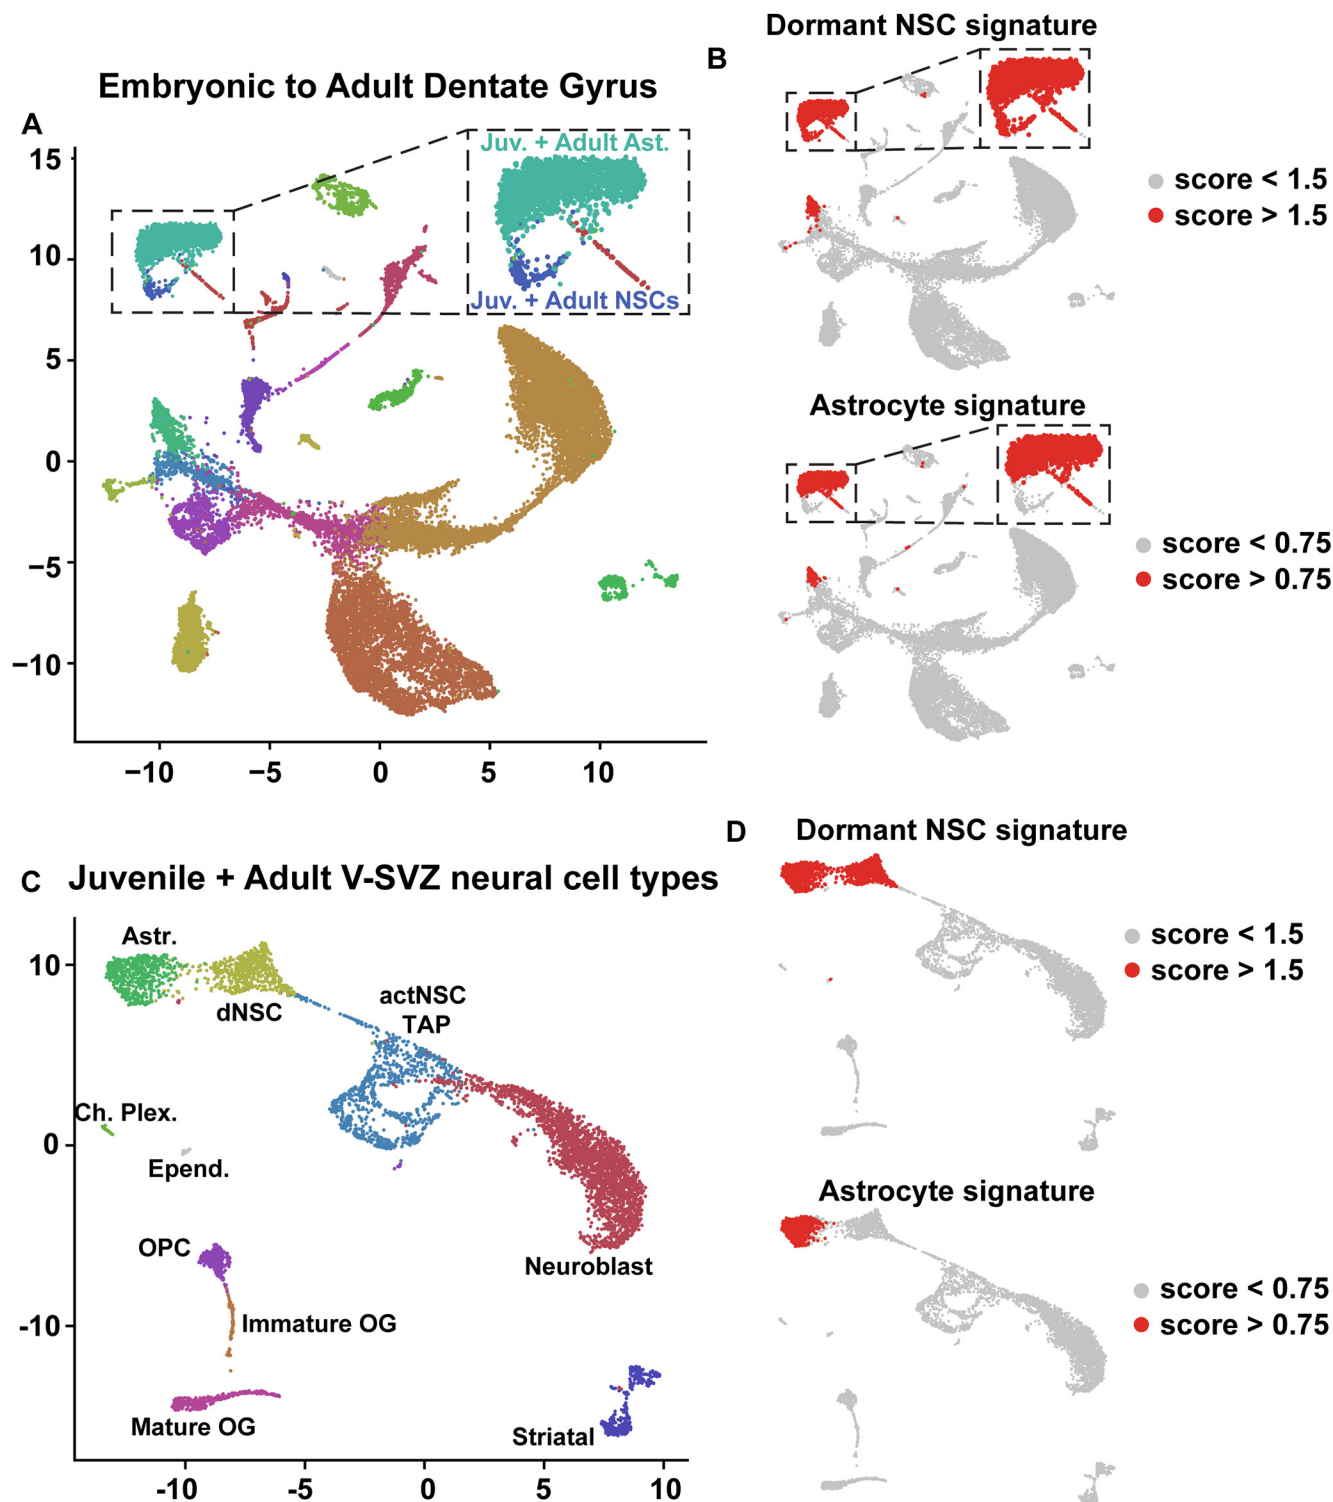 Embryonic to Adult Dentate Gyrus
A
15
10
5
0
−5
−10
−10
−5
0
5
10
Juv. + Adult Ast.
Juv. + Adult NSCs
B
Dormant NSC signature
score < 1.5
score > 1.5
Astrocyte signature
score < 0.75
score > 0.75
C
Juvenile + Adult V-SVZ neural cell types
10
0
-10
-10
-5
0
5
10
Astr.
dNSC
actNSC
TAP
Ch. Plex.
Epend.
OPC
Immature OG
Mature OG
Neuroblast
Striatal
D
Dormant NSC signature
score < 1.5
score > 1.5
Astrocyte signature
score < 0.75
score > 0.75